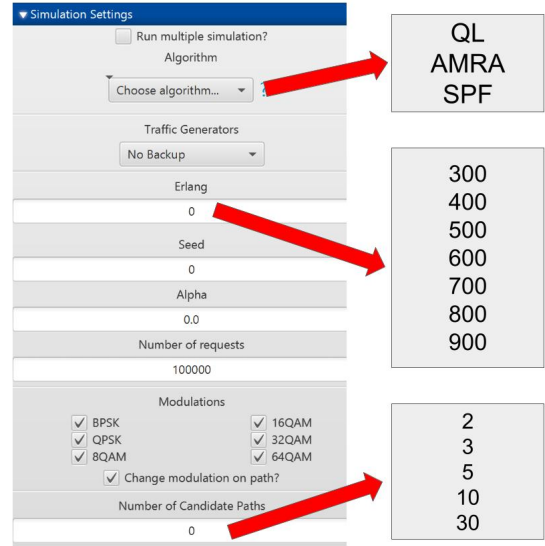 Simulation Settings
Run multiple simulation?
Algorithm
Choose algorithm...
?
Traffic Generators
No Backup
Erlang
0
Seed
0
Alpha
0.0
Number of requests
100000
Modulations
BPSK 16QAM
QPSK 32QAM
8QAM 64QAM
Change modulation on path?
Number of Candidate Paths
0
QL
AMRA
SPF
300
400
500
600
700
800
900
2
3
5
10
30